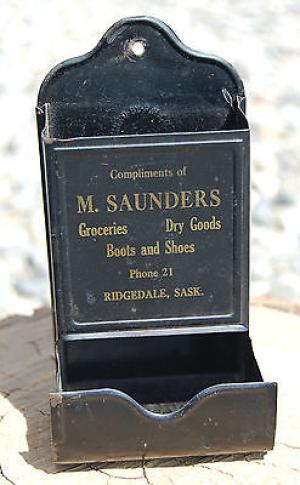 Compliments of
M. SAUNDERS
Groceries Dry Goods
Boots and Shoes
Phone 21
RIDGEDALE, SASK.